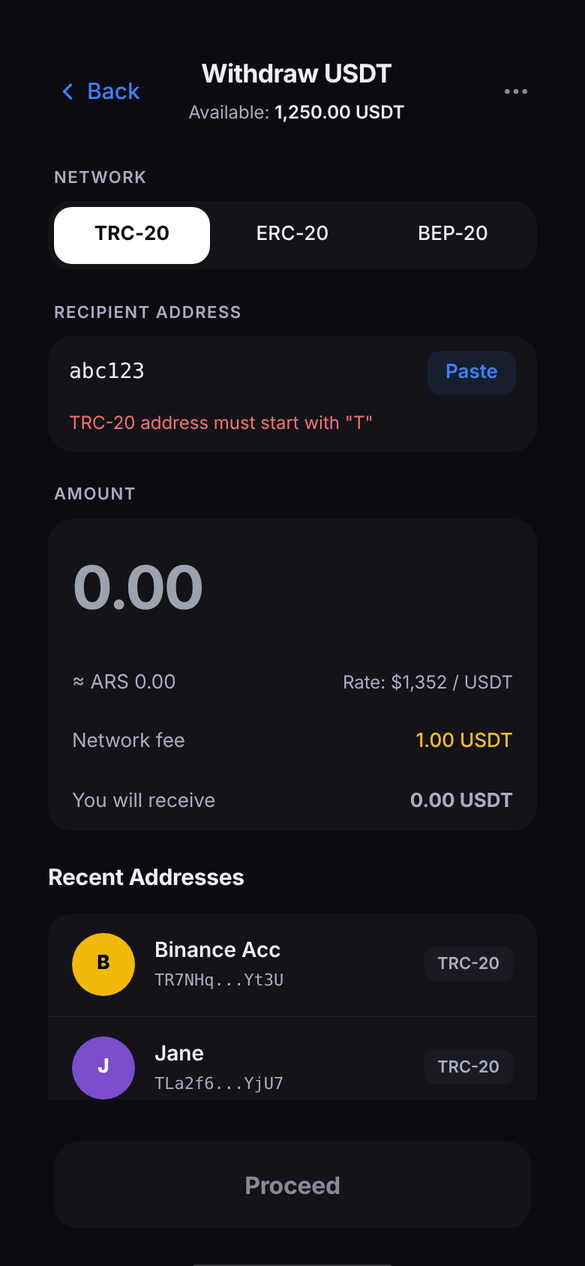 Back
Withdraw USDT
Available: 1,250.00 USDT
NETWORK
TRC-20
ERC-20
BEP-20
RECIPIENT ADDRESS
abc123
Paste
TRC-20 address must start with "T"
AMOUNT
0.00
≈ ARS 0.00
Rate: $1,352 / USDT
Network fee
1.00 USDT
You will receive
0.00 USDT
Recent Addresses
B
Binance Acc
TR7NHq...Yt3U
TRC-20
J
Jane
TLa2f6...YjU7
TRC-20
Proceed